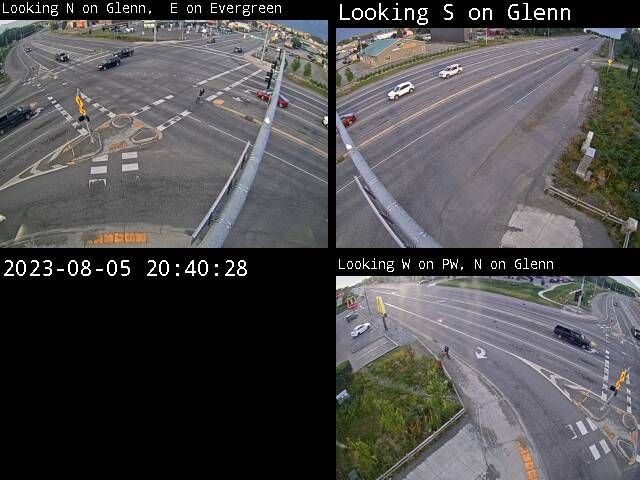 Looking N on Glenn,  E on Evergreen
Looking S on Glenn
2023-08-05 20:40:28
Looking W on PW, N on Glenn